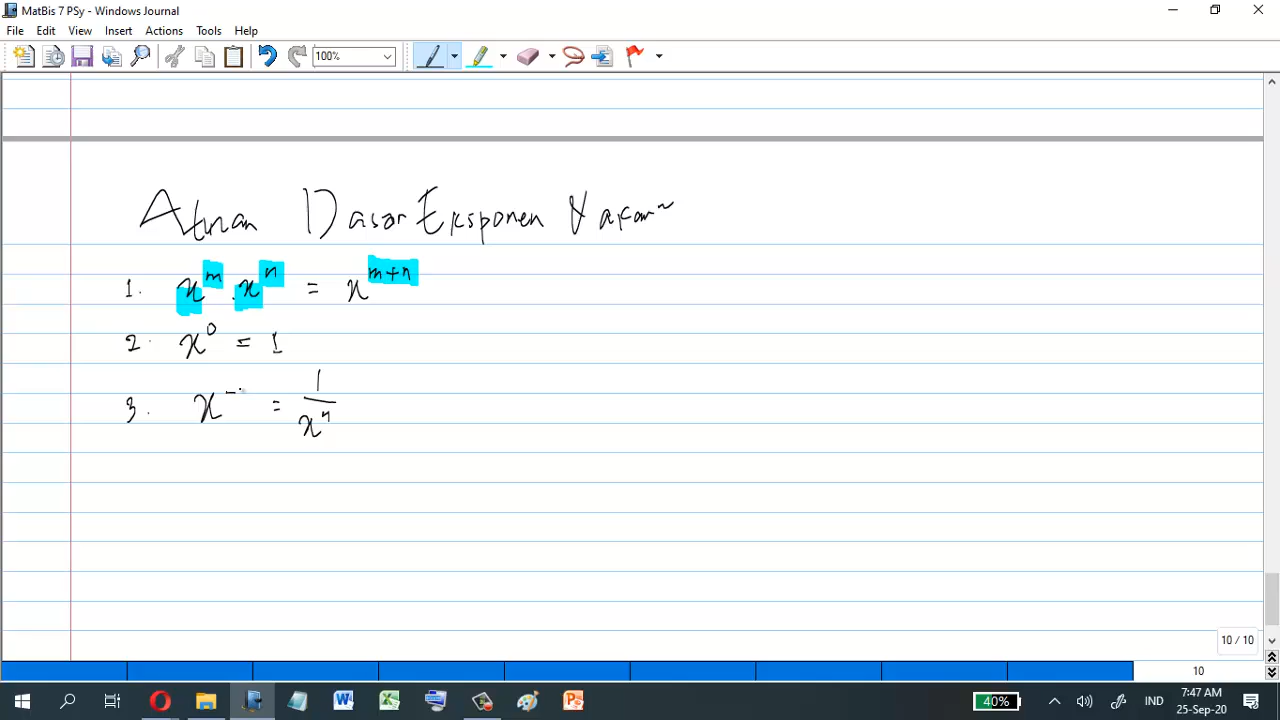 MatBis 7 PSy - Windows Journal
File Edit View Insert Actions Tools Help
100%
Aturan Dasar Eksponen
1. x^m . x^n = x^{m+n}
2. x^0 = 1
3. x^- = 1/x^n
10 / 10
10
40% IND 7:47 AM
25-Sep-20